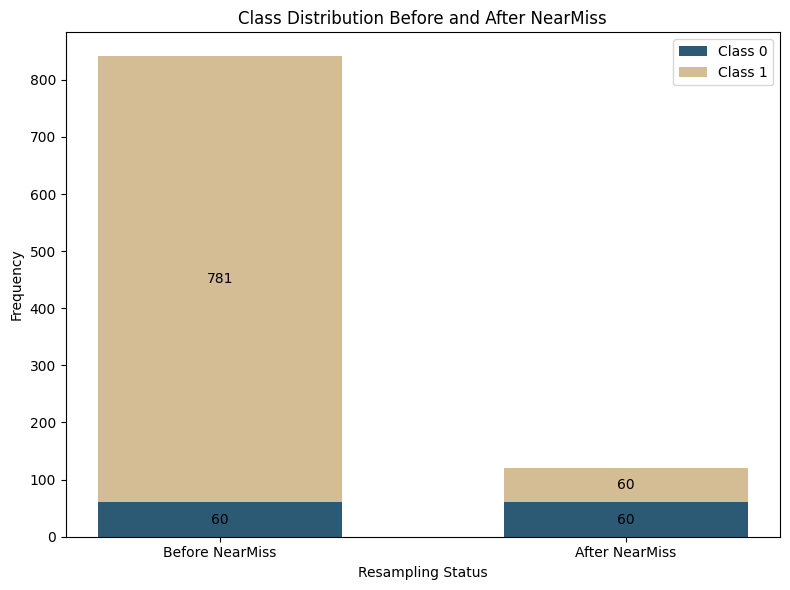 Class Distribution Before and After NearMiss
Class 0
Class 1
Frequency
800
700
600
500
400
300
200
100
0
781
60
60
60
Before NearMiss
After NearMiss
Resampling Status